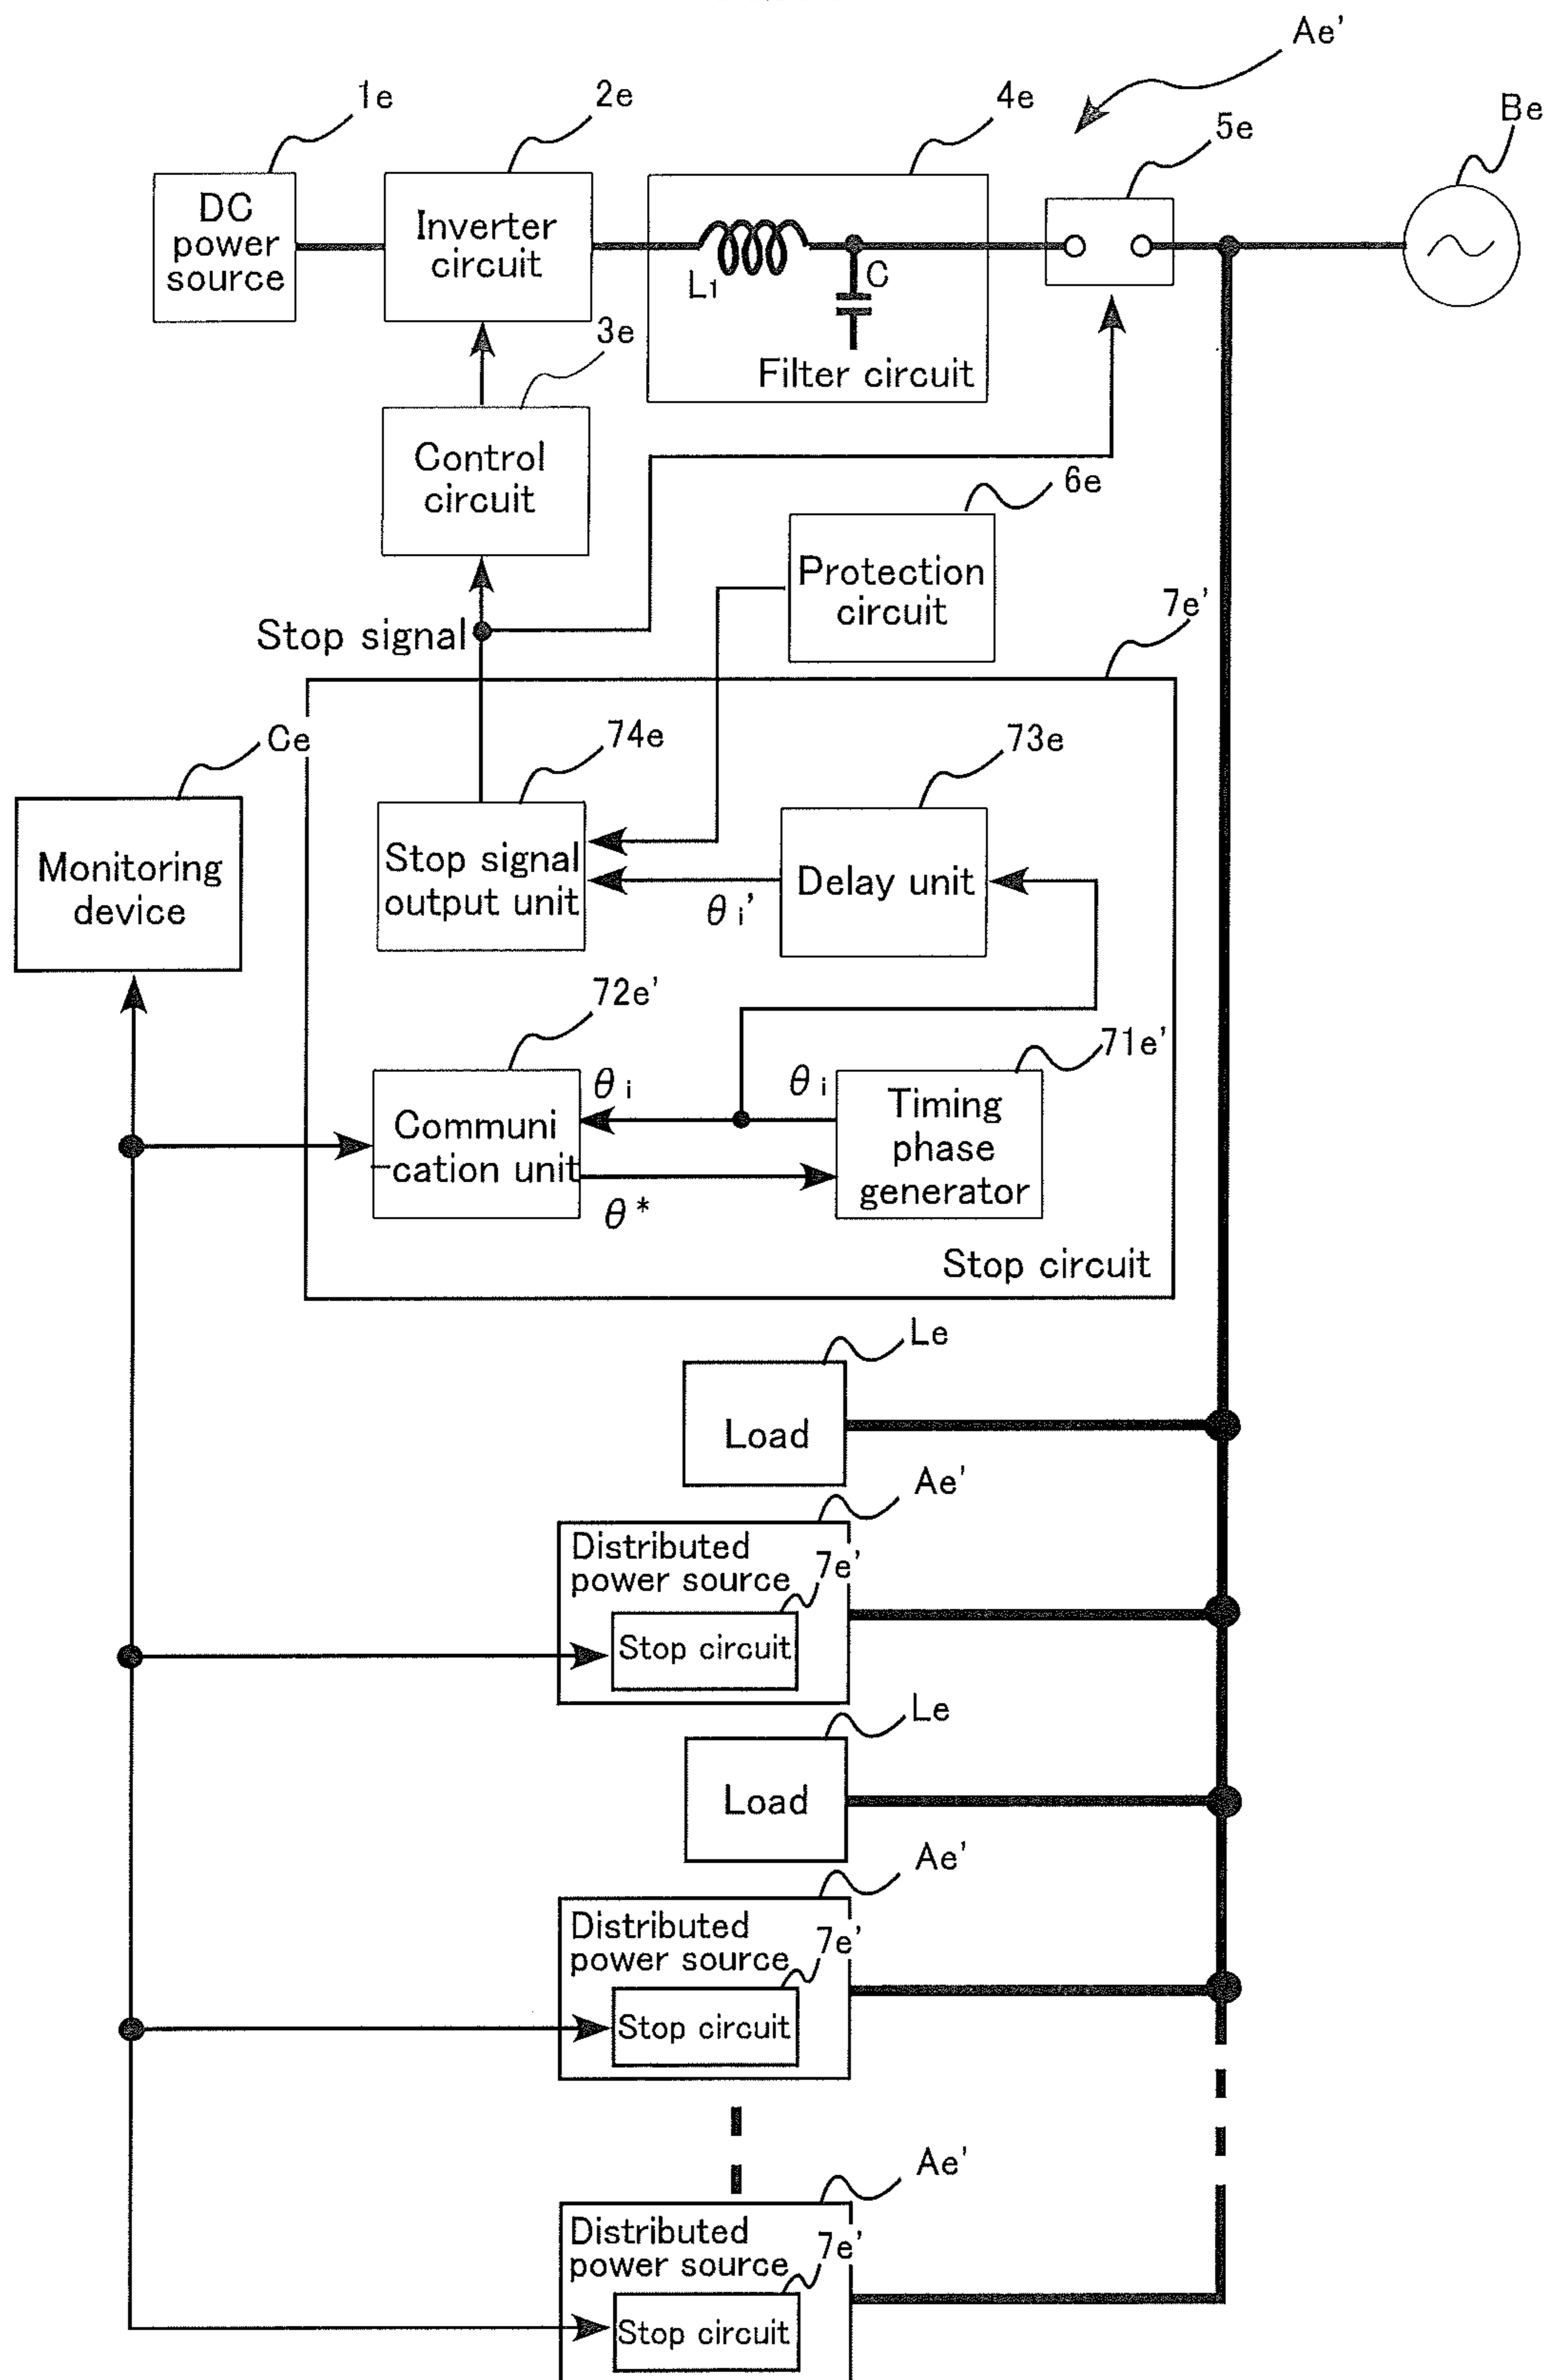 Ae'
1e
2e
4e
5e
Be
DC
power
source
Inverter
circuit
L1
C
Filter circuit
3e
Control
circuit
6e
Protection
circuit
Stop signal
7e'
Ce
74e
73e
Monitoring
device
Stop signal
output unit
θi'
Delay unit
72e'
71e'
θi
θi
Communi
-cation unit
Timing
phase
generator
θ*
Stop circuit
Le
Load
Ae'
Distributed
power source
7e'
Stop circuit
Le
Load
Ae'
Distributed
power source
7e'
Stop circuit
Ae'
Distributed
power source
7e'
Stop circuit